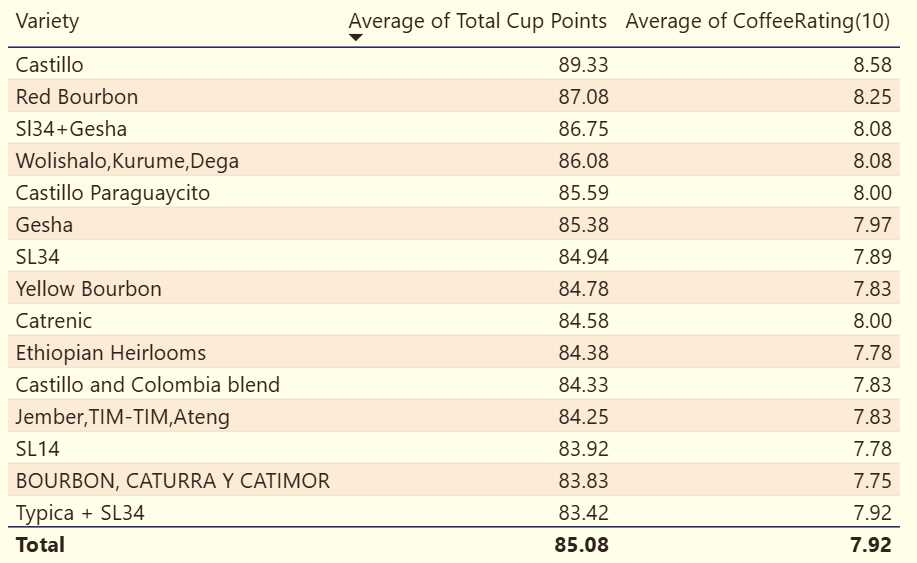 Variety Average of Total Cup Points Average of CoffeeRating(10)
Castillo 89.33 8.58
Red Bourbon 87.08 8.25
Sl34+Gesha 86.75 8.08
Wolishalo,Kurume,Dega 86.08 8.08
Castillo Paraguaycito 85.59 8.00
Gesha 85.38 7.97
SL34 84.94 7.89
Yellow Bourbon 84.78 7.83
Catrenic 84.58 8.00
Ethiopian Heirlooms 84.38 7.78
Castillo and Colombia blend 84.33 7.83
Jember,TIM-TIM,Ateng 84.25 7.83
SL14 83.92 7.78
BOURBON, CATURRA Y CATIMOR 83.83 7.75
Typica + SL34 83.42 7.92
Total 85.08 7.92